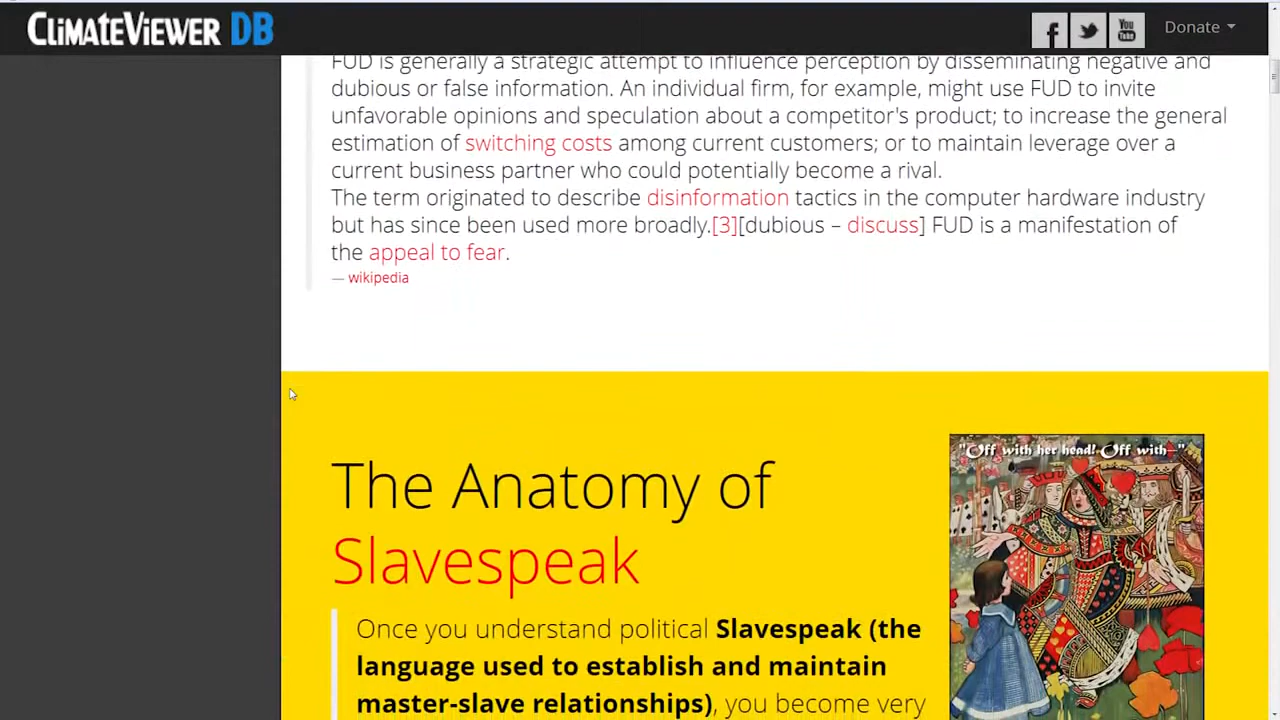 CLiMATEViEWER DB
You Tube
Donate
FUD is generally a strategic attempt to influence perception by disseminating negative and
dubious or false information. An individual firm, for example, might use FUD to invite
unfavorable opinions and speculation about a competitor's product; to increase the general
estimation of switching costs among current customers; or to maintain leverage over a
current business partner who could potentially become a rival.
The term originated to describe disinformation tactics in the computer hardware industry
but has since been used more broadly.[3][dubious – discuss] FUD is a manifestation of
the appeal to fear.
— wikipedia
"Off with her head! Off with—"
The Anatomy of
Slavespeak
Once you understand political Slavespeak (the
language used to establish and maintain
master-slave relationships), you become very